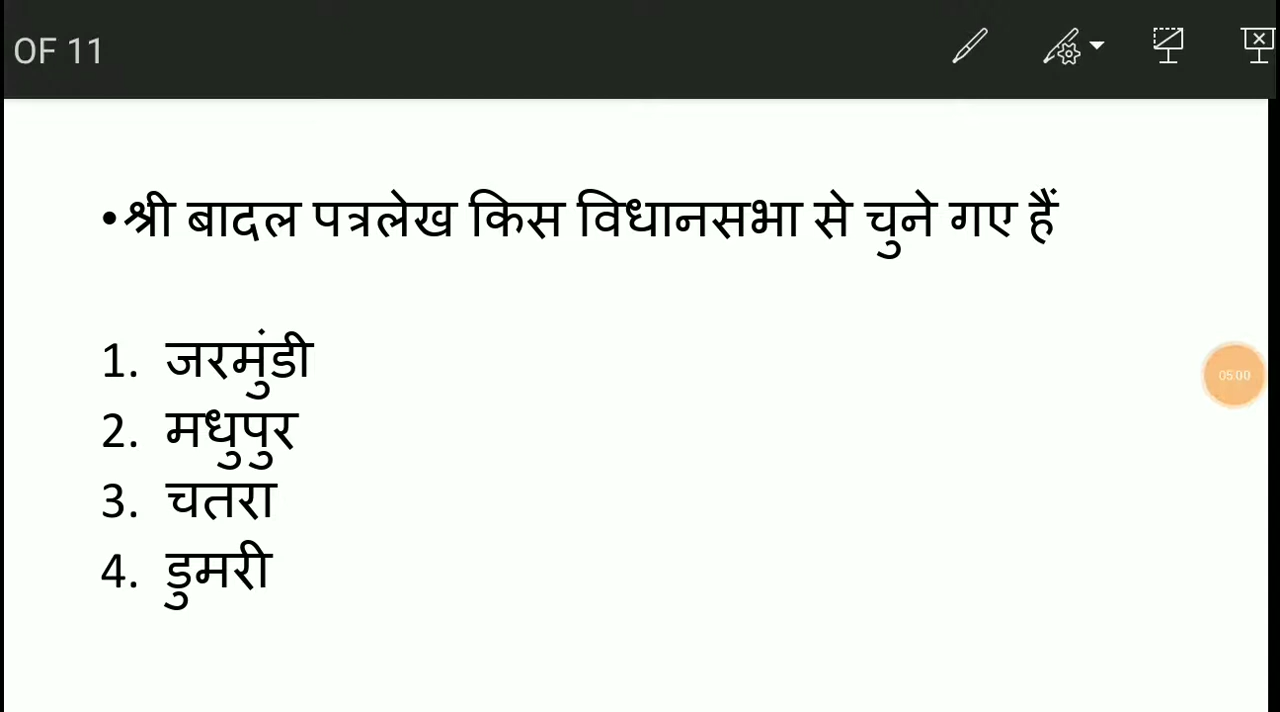 OF 11
•श्री बादल पत्रलेख किस विधानसभा से चुने गए हैं
1. जरमुंडी
2. मधुपुर
3. चतरा
4. डुमरी
05:00